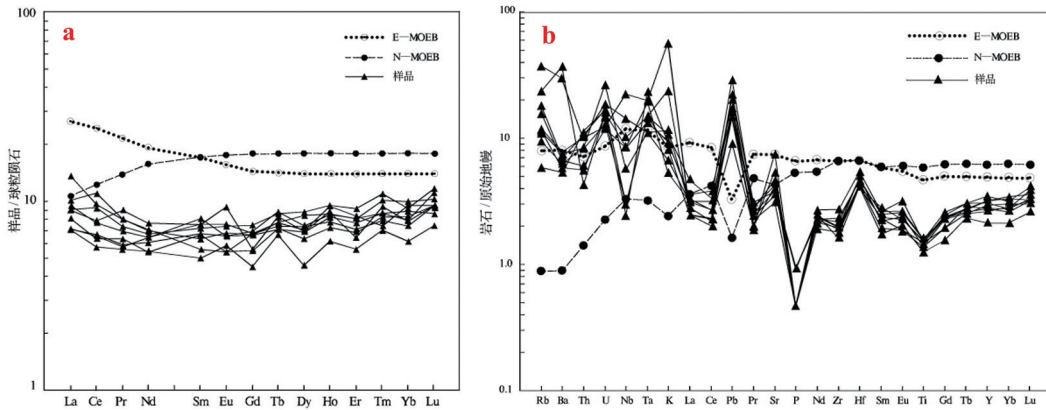 a
100
10
1
样品／球粒陨石
E—MOEB
N—MOEB
样品
La Ce Pr Nd Sm Eu Gd Tb Dy Ho Er Tm Yb Lu
b
100
10
1.0
0.1
岩石／原始地幔
E—MOEB
N—MOEB
样品
Rb Ba Th U Nb Ta K La Ce Pb Pr Sr P Nd Zr Hf Sm Eu Ti Gd Tb Y Yb Lu